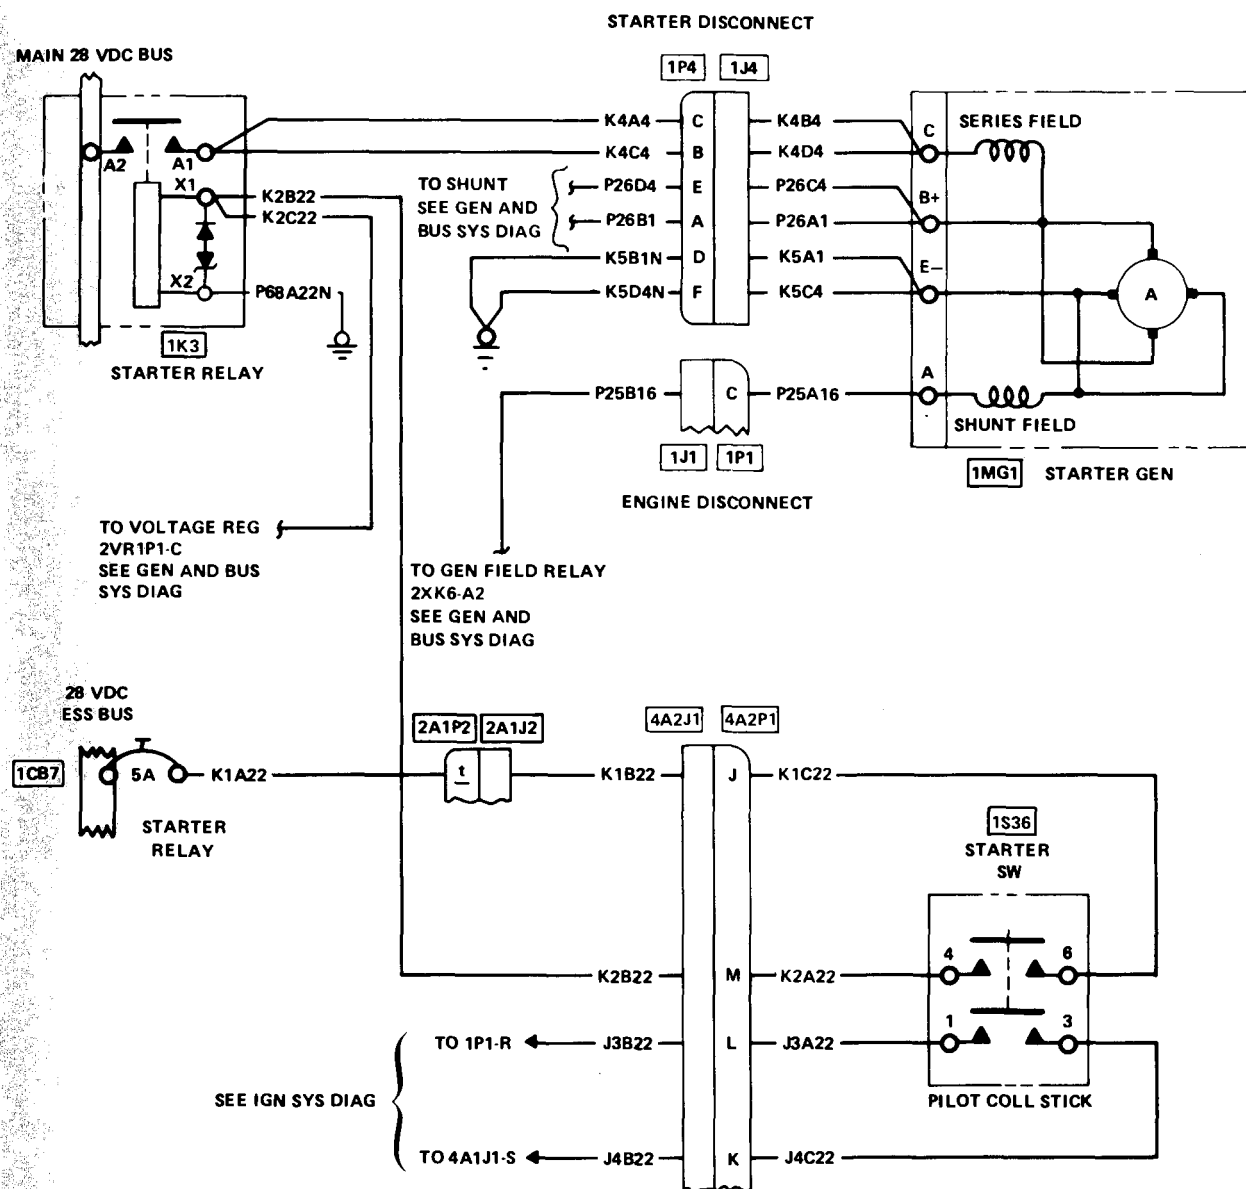 STARTER DISCONNECT
MAIN 28 VDC BUS
1P4 1J4
K4A4 C K4B4
K4C4 B K4D4
P26D4 E P26C4
P26B1 A P26A1
K5B1N D K5A1
K5D4N F K5C4
TO SHUNT
SEE GEN AND
BUS SYS DIAG
C
SERIES FIELD
B+
E−
A
A
SHUNT FIELD
1MG1 STARTER GEN
A2 A1
X1
K2B22
K2C22
X2
P68A22N
1K3
STARTER RELAY
P25B16 C P25A16
1J1 1P1
ENGINE DISCONNECT
TO VOLTAGE REG
2VR1P1-C
SEE GEN AND BUS
SYS DIAG
TO GEN FIELD RELAY
2XK6-A2
SEE GEN AND
BUS SYS DIAG
28 VDC
ESS BUS
1CB7
5A
K1A22
STARTER
RELAY
2A1P2 2A1J2
t
4A2J1 4A2P1
K1B22 J K1C22
1S36
STARTER
SW
4 6
K2B22 M K2A22
1 3
TO 1P1-R J3B22 L J3A22
PILOT COLL STICK
SEE IGN SYS DIAG
TO 4A1J1-S J4B22 K J4C22